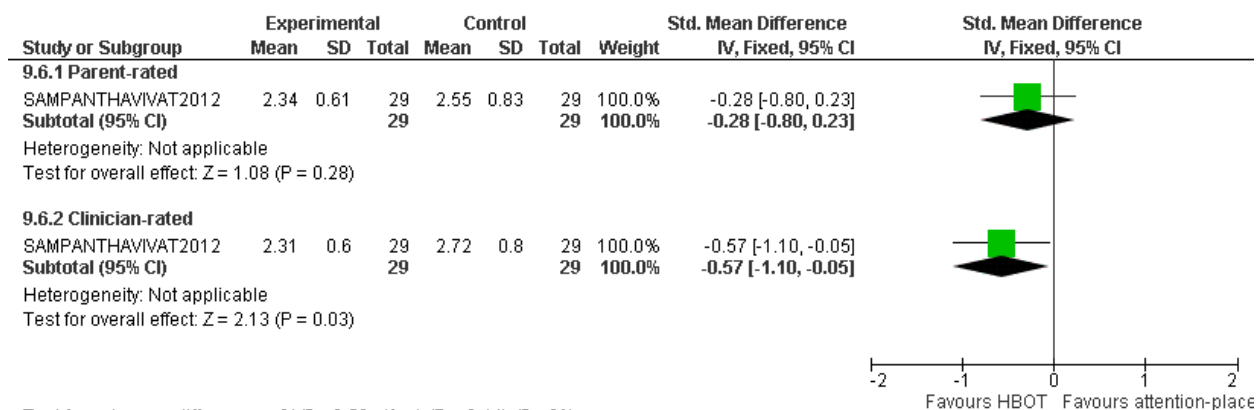 Experimental Control Std. Mean Difference Std. Mean Difference
Study or Subgroup Mean SD Total Mean SD Total Weight IV, Fixed, 95% CI IV, Fixed, 95% CI
9.6.1 Parent-rated
SAMPANTHAVIVAT2012 2.34 0.61 29 2.55 0.83 29 100.0% -0.28 [-0.80, 0.23]
Subtotal (95% CI) 29 29 100.0% -0.28 [-0.80, 0.23]
Heterogeneity: Not applicable
Test for overall effect: Z = 1.08 (P = 0.28)
9.6.2 Clinician-rated
SAMPANTHAVIVAT2012 2.31 0.6 29 2.72 0.8 29 100.0% -0.57 [-1.10, -0.05]
Subtotal (95% CI) 29 29 100.0% -0.57 [-1.10, -0.05]
Heterogeneity: Not applicable
Test for overall effect: Z = 2.13 (P = 0.03)
-2 -1 0 1 2
Favours HBOT Favours attention-place